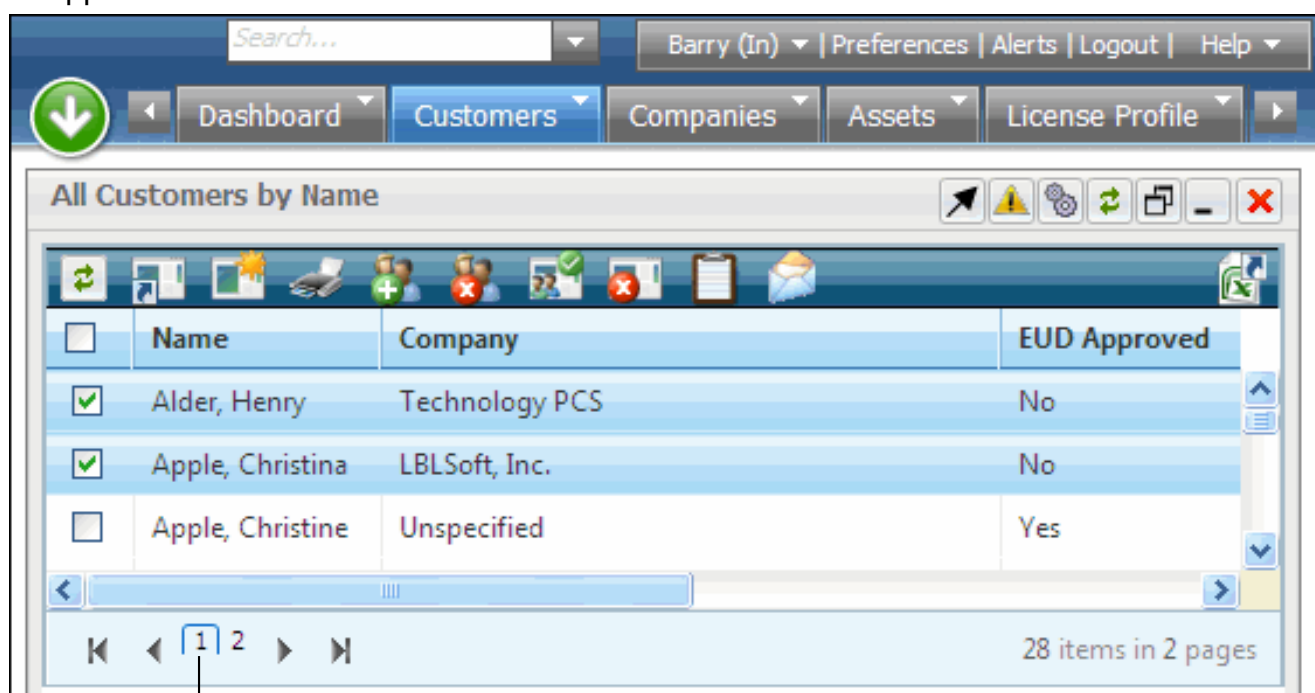 Search...
Barry (In) | Preferences | Alerts | Logout | Help
Dashboard Customers Companies Assets License Profile
All Customers by Name
Name Company EUD Approved
Alder, Henry Technology PCS No
Apple, Christina LBLSoft, Inc. No
Apple, Christine Unspecified Yes
1 2 28 items in 2 pages